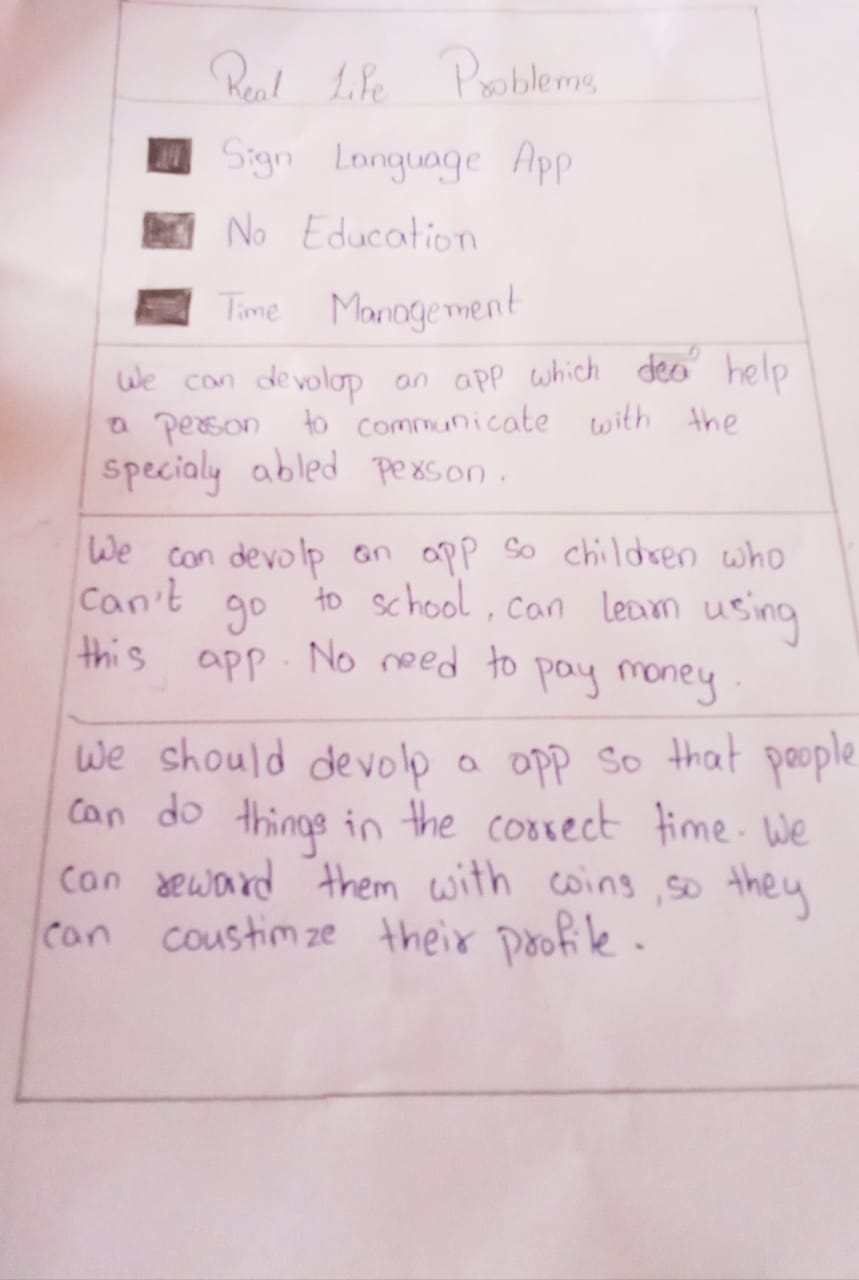 Real Life Problems
Sign Language App
No Education
Time Management
We can devolop an app which help
a person to communicate with the
specialy abled person.
We can devolp an app so children who
can't go to school, can learn using
this app. No need to pay money.
We should devolp a app so that people
can do things in the correct time. We
can reward them with coins, so they
can coustimze their profile.